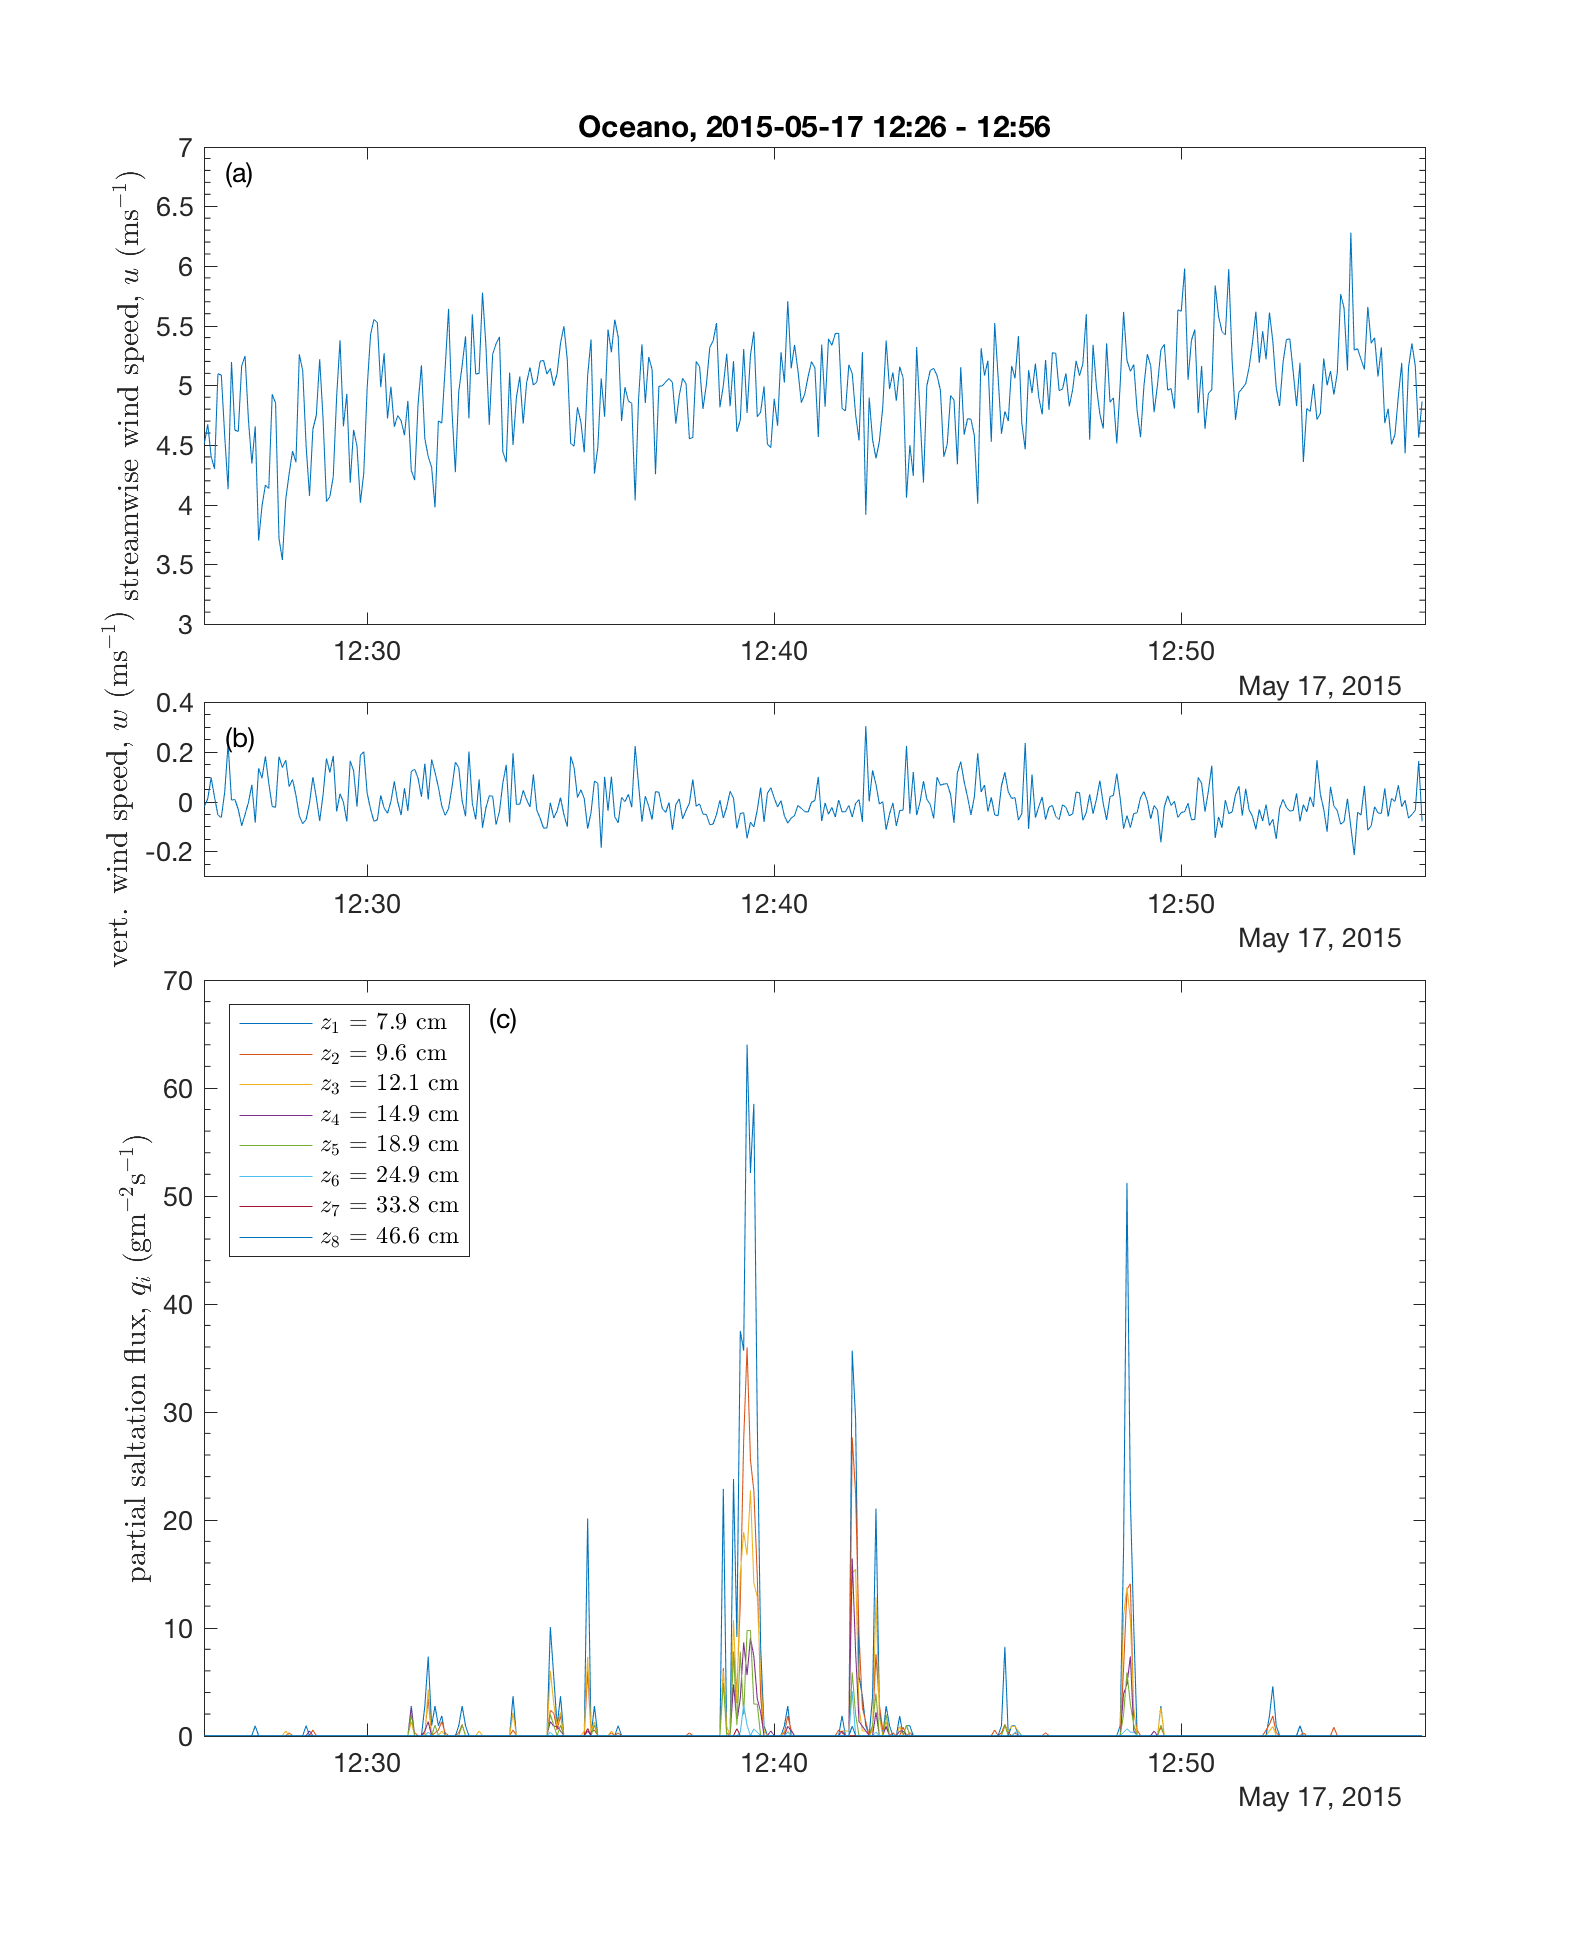 Oceano, 2015-05-17 12:26 - 12:56
(a)
streamwise wind speed, u (ms⁻¹)
7
6.5
6
5.5
5
4.5
4
3.5
3
12:30 12:40 12:50
May 17, 2015
(b)
vert. wind speed, w (ms⁻¹)
0.4
0.2
0
-0.2
12:30 12:40 12:50
May 17, 2015
(c)
partial saltation flux, qᵢ (gm⁻²s⁻¹)
70
60
50
40
30
20
10
0
z₁ = 7.9 cm
z₂ = 9.6 cm
z₃ = 12.1 cm
z₄ = 14.9 cm
z₅ = 18.9 cm
z₆ = 24.9 cm
z₇ = 33.8 cm
z₈ = 46.6 cm
12:30 12:40 12:50
May 17, 2015